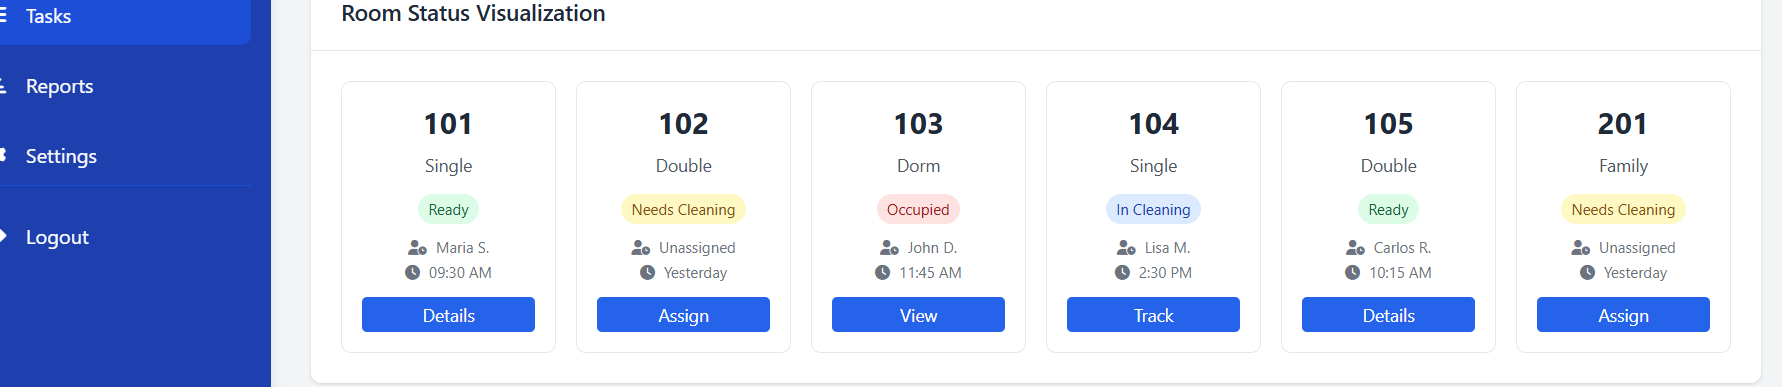 Tasks
Reports
Settings
Logout
Room Status Visualization
101
Single
Ready
Maria S.
09:30 AM
Details
102
Double
Needs Cleaning
Unassigned
Yesterday
Assign
103
Dorm
Occupied
John D.
11:45 AM
View
104
Single
In Cleaning
Lisa M.
2:30 PM
Track
105
Double
Ready
Carlos R.
10:15 AM
Details
201
Family
Needs Cleaning
Unassigned
Yesterday
Assign